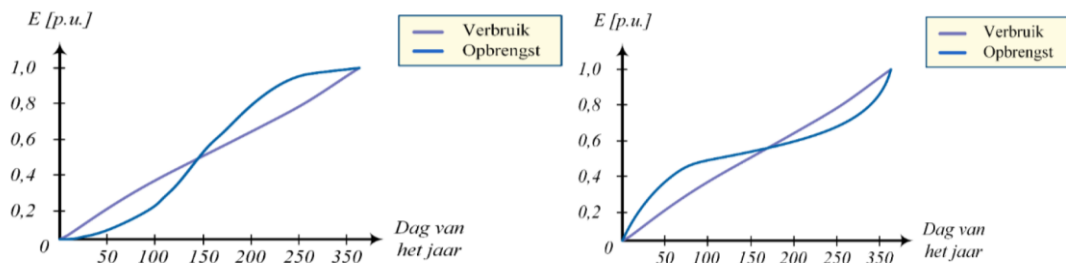 E [p.u.]
Verbruik
Opbrengst
1,0
0,8
0,6
0,4
0,2
0
50 100 150 200 250 300 350
Dag van
het jaar
E [p.u.]
Verbruik
Opbrengst
1,0
0,8
0,6
0,4
0,2
0
50 100 150 200 250 300 350
Dag van
het jaar